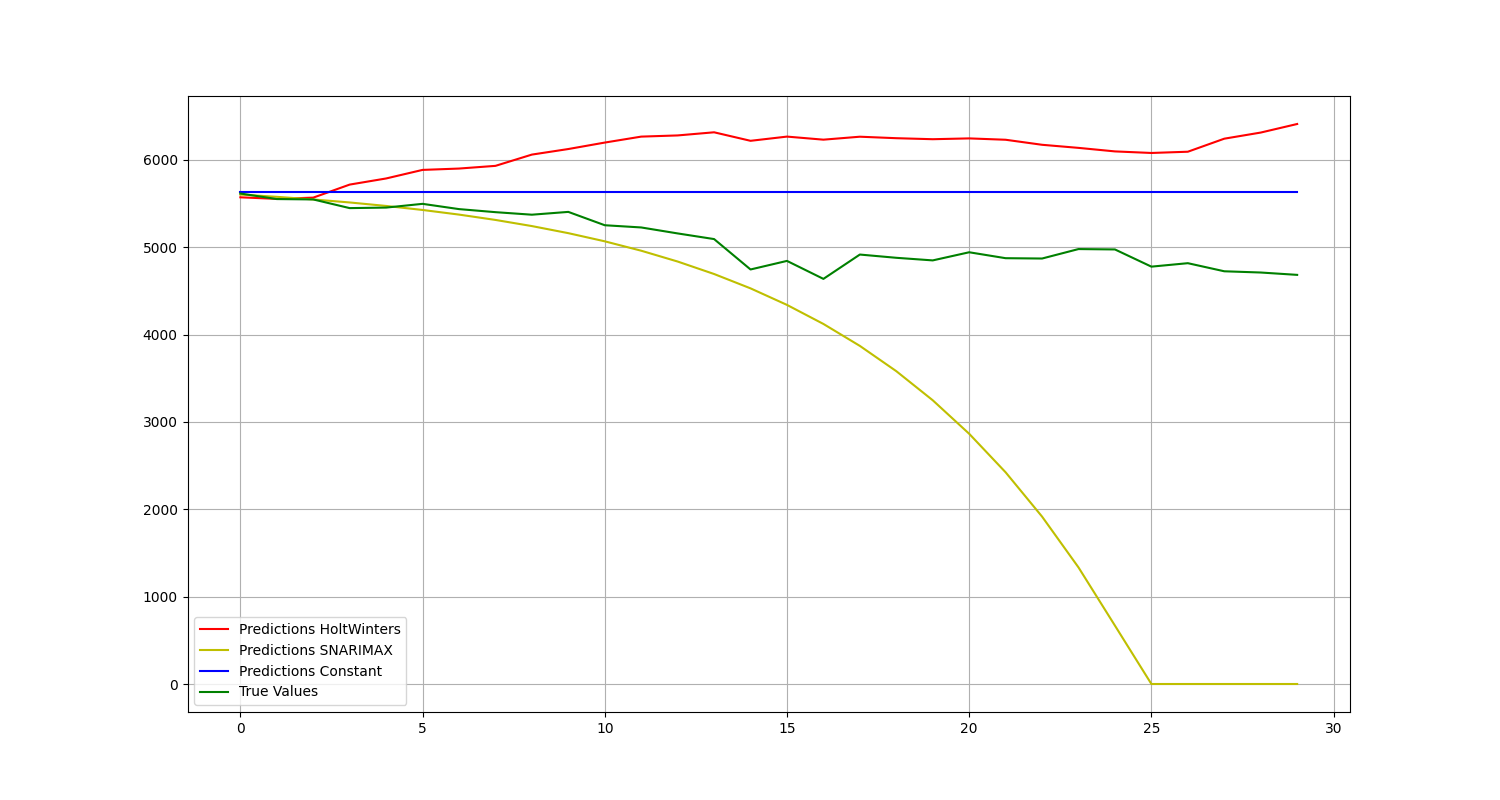 6000
5000
4000
3000
2000
1000
0
Predictions HoltWinters
Predictions SNARIMAX
Predictions Constant
True Values
0 5 10 15 20 25 30